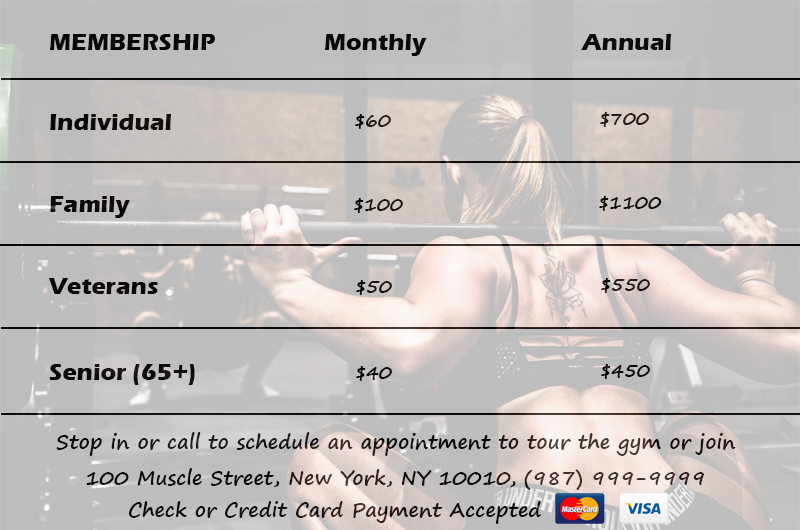 MEMBERSHIP Monthly Annual
Individual $60 $700
Family $100 $1100
Veterans $50 $550
Senior (65+) $40 $450
Stop in or call to schedule an appointment to tour the gym or join
100 Muscle Street, New York, NY 10010, (987) 999-9999
Check or Credit Card Payment Accepted MasterCard VISA